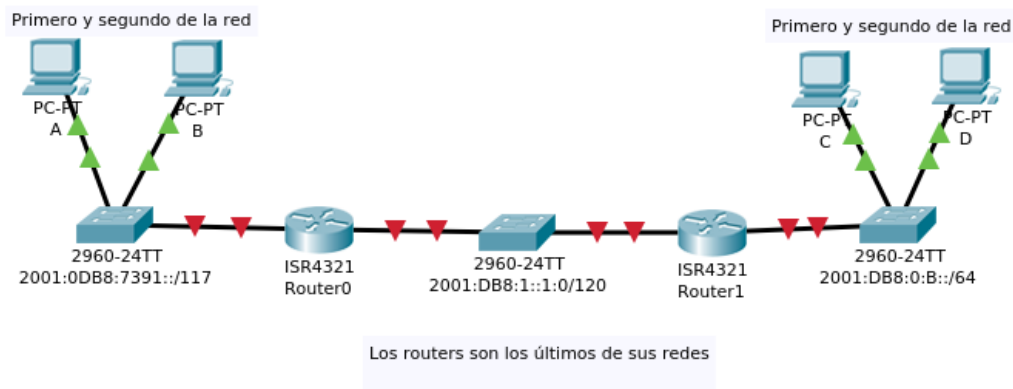 Primero y segundo de la red
Primero y segundo de la red
PC-PT
A
PC-PT
B
PC-PT
C
PC-PT
D
2960-24TT
2001:0DB8:7391::/117
ISR4321
Router0
2960-24TT
2001:DB8:1::1:0/120
ISR4321
Router1
2960-24TT
2001:DB8:0:B::/64
Los routers son los últimos de sus redes